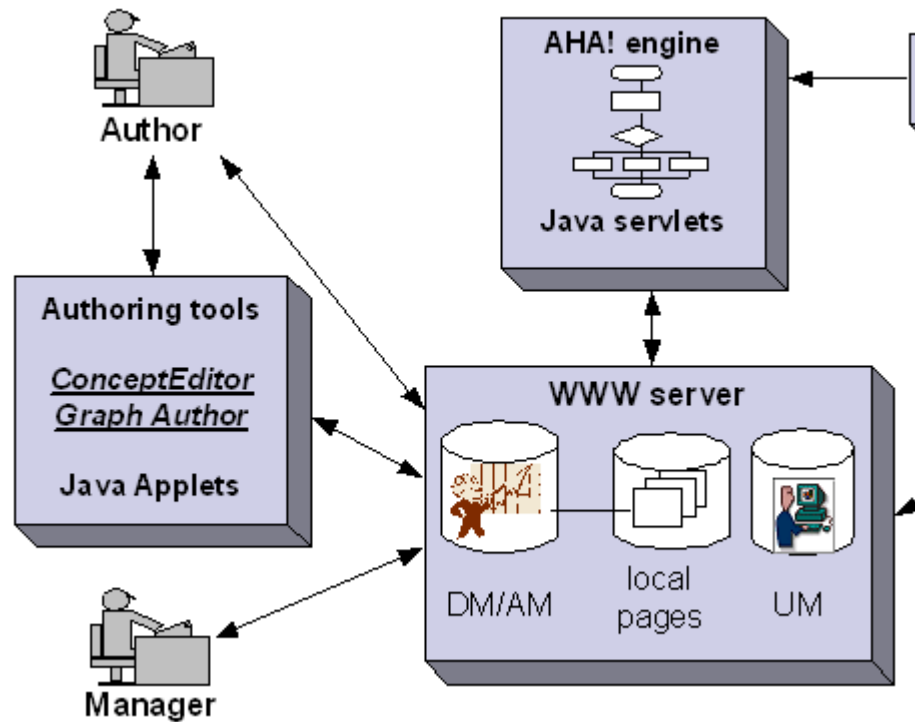 Author
AHA! engine
Java servlets
Authoring tools
ConceptEditor
Graph Author
Java Applets
WWW server
DM/AM
local
pages
UM
Manager